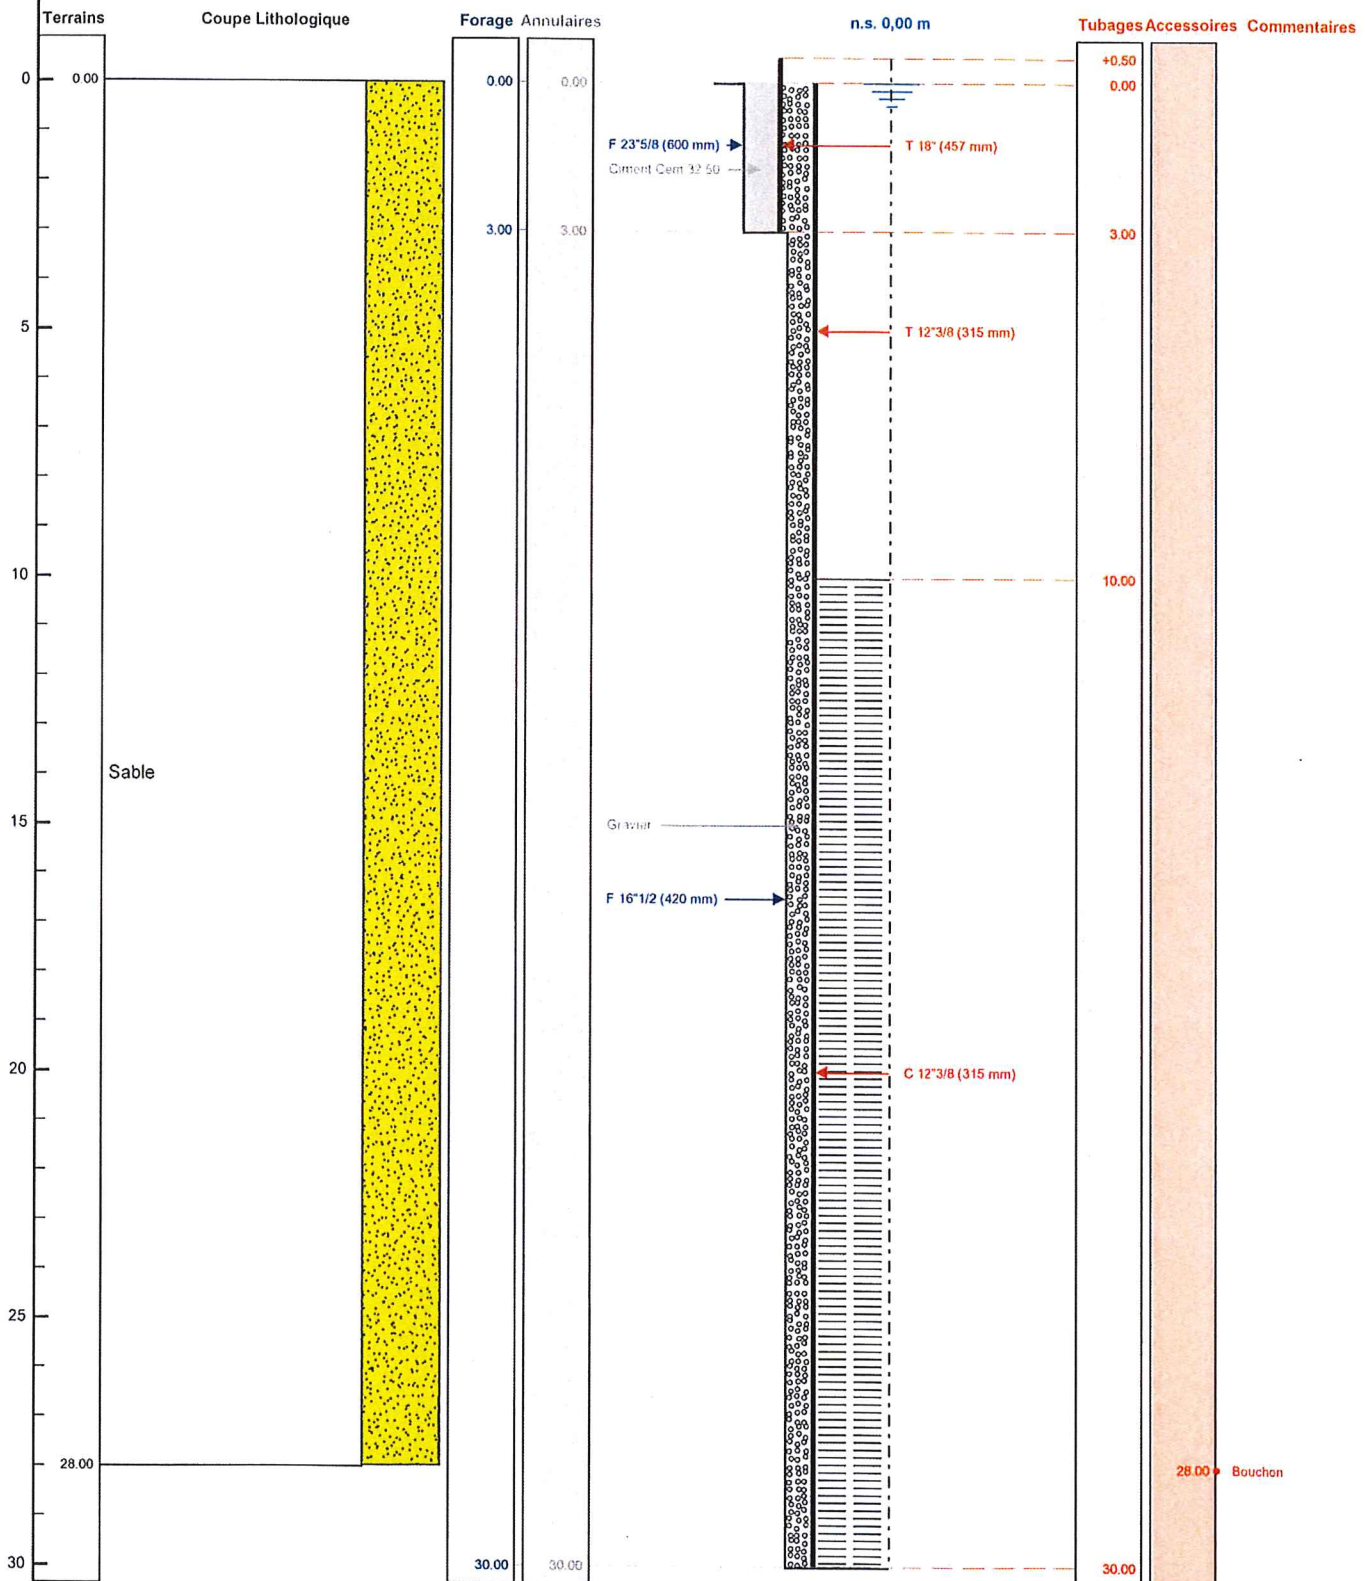 Terrains Coupe Lithologique Forage Annulaires n.s. 0,00 m Tubages Accessoires Commentaires
+0.50
0 0.00 0.00 0.00 0.00
F 23"5/8 (600 mm) T 18" (457 mm)
Ciment Cem 32.50
3.00 3.00 3.00
5 T 12"3/8 (315 mm)
10 10.00
Sable
15 Gravier
F 16"1/2 (420 mm)
20 C 12"3/8 (315 mm)
25
28.00 28.00 Bouchon
30 30.00 30.00 30.00